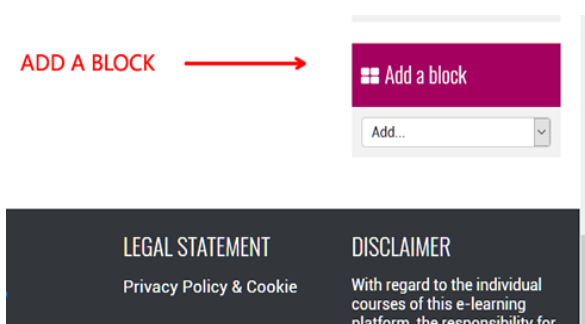 ADD A BLOCK
Add a block
Add...
LEGAL STATEMENT
Privacy Policy & Cookie
DISCLAIMER
With regard to the individual
courses of this e-learning
platform, the responsibility for